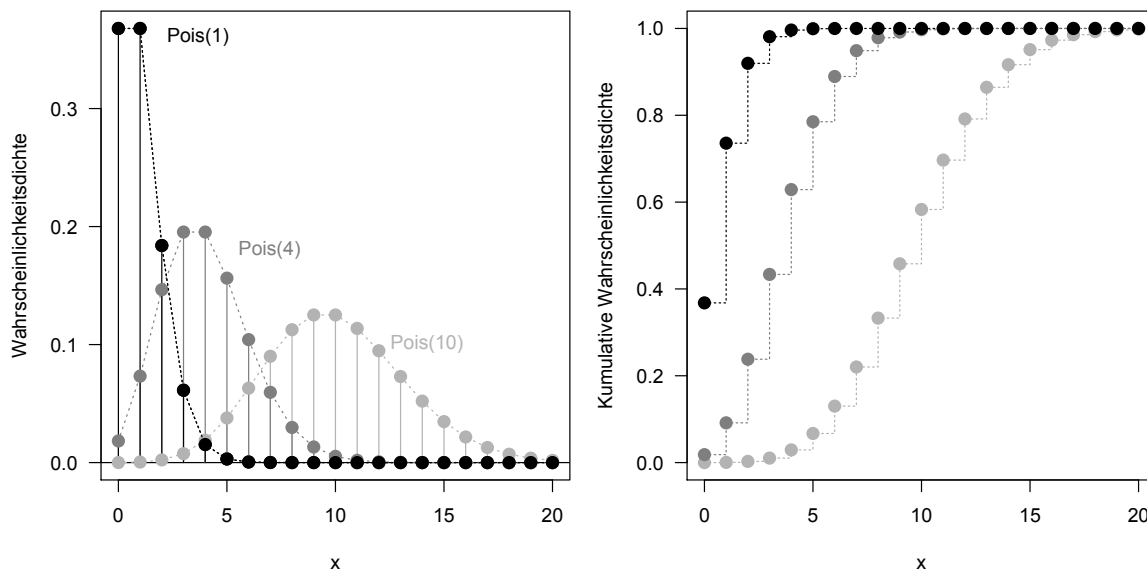 Wahrscheinlichkeitsdichte
0.3
0.2
0.1
0.0
Pois(1)
Pois(4)
Pois(10)
0 5 10 15 20
x
Kumulative Wahrscheinlichkeitsdichte
1.0
0.8
0.6
0.4
0.2
0.0
0 5 10 15 20
x